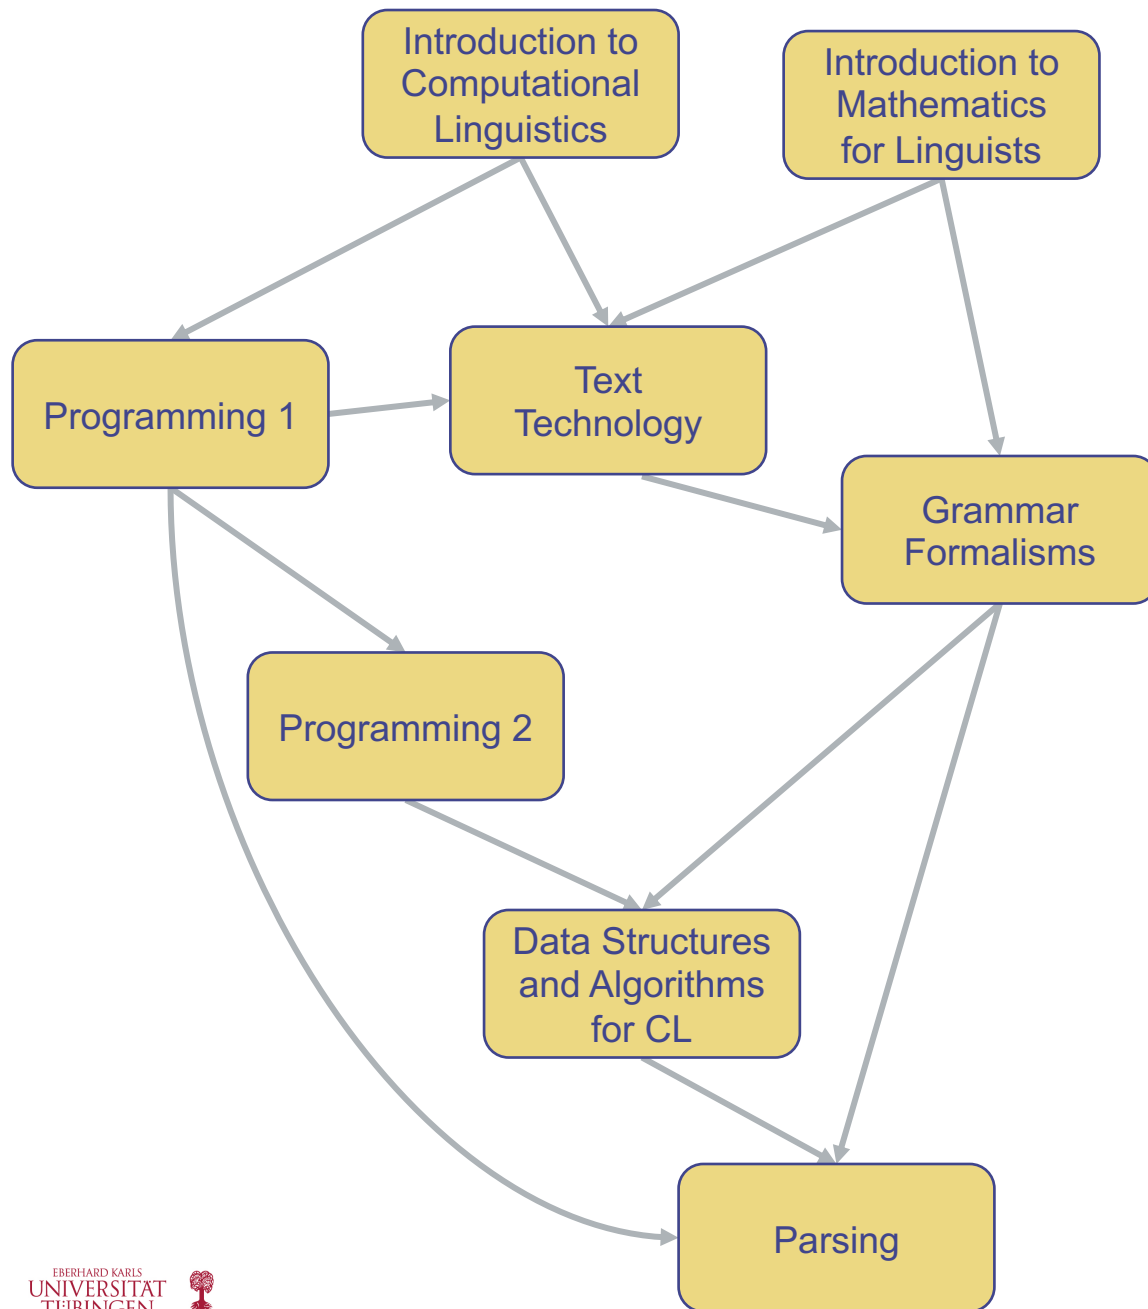 Introduction to
Computational
Linguistics
Introduction to
Mathematics
for Linguists
Programming 1
Text
Technology
Grammar
Formalisms
Programming 2
Data Structures
and Algorithms
for CL
Parsing
EBERHARD KARLS
UNIVERSITÄT
TÜBINGEN